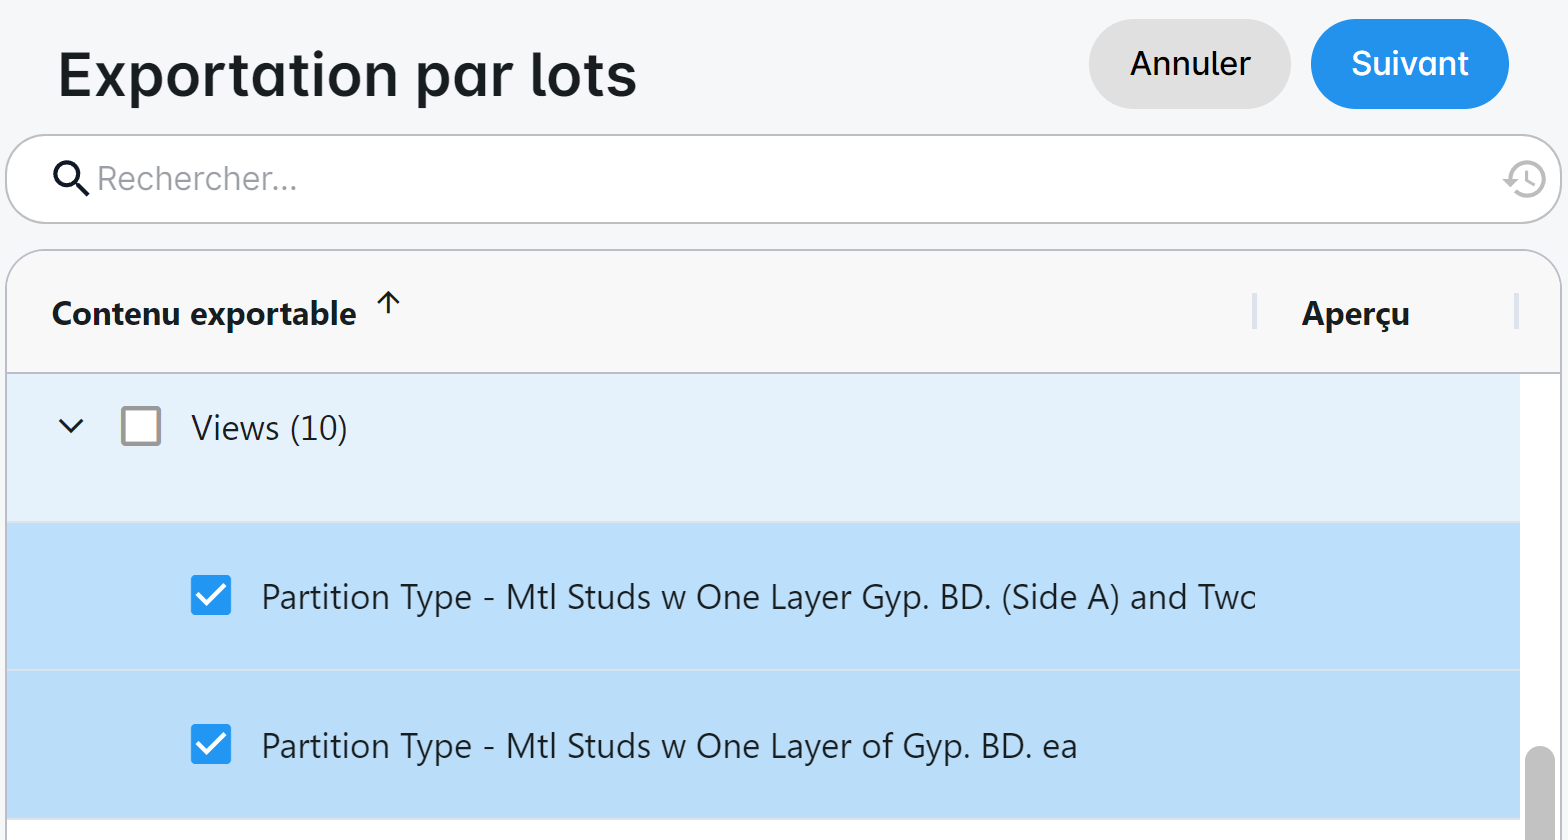 Exportation par lots
Annuler
Suivant
Rechercher...
Contenu exportable
Aperçu
Views (10)
Partition Type - Mtl Studs w One Layer Gyp. BD. (Side A) and Two
Partition Type - Mtl Studs w One Layer of Gyp. BD. ea